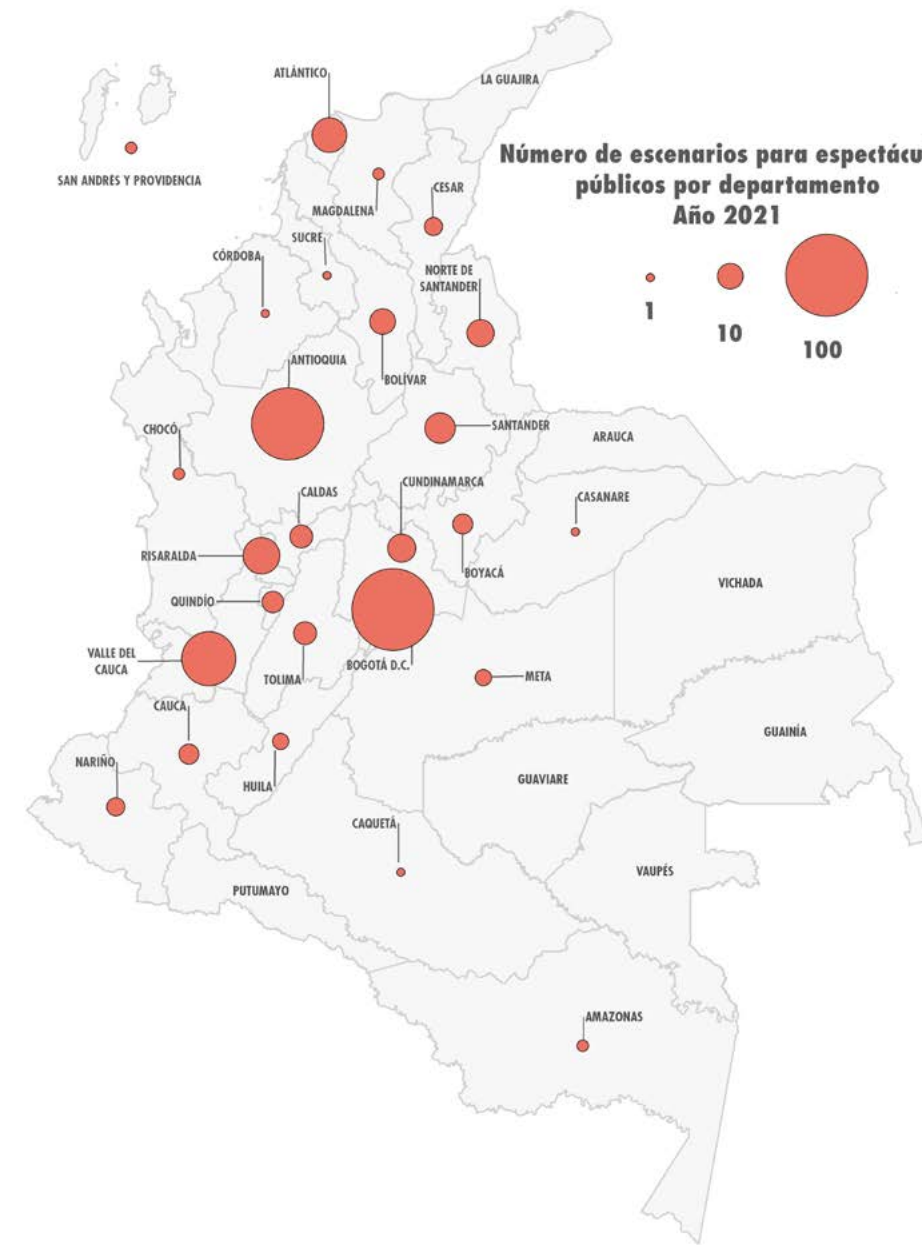 ATLÁNTICO
LA GUAJIRA
Número de escenarios para
públicos por departamento
Año 2021
SAN ANDRÉS Y PROVIDENCIA
MAGDALENA
CESAR
SUCRE
CÓRDOBA
NORTE DE
SANTANDER
1
10
100
ANTIOQUIA
BOLÍVAR
CHOCÓ
SANTANDER
ARAUCA
CUNDINAMARCA
CALDAS
CASANARE
RISARALDA
BOYACÁ
VICHADA
QUINDÍO
VALLE DEL
CAUCA
TOLIMA
BOGOTÁ D.C.
META
CAUCA
GUAINÍA
NARIÑO
HUILA
GUAVIARE
CAQUETÁ
VAUPÉS
PUTUMAYO
AMAZONAS